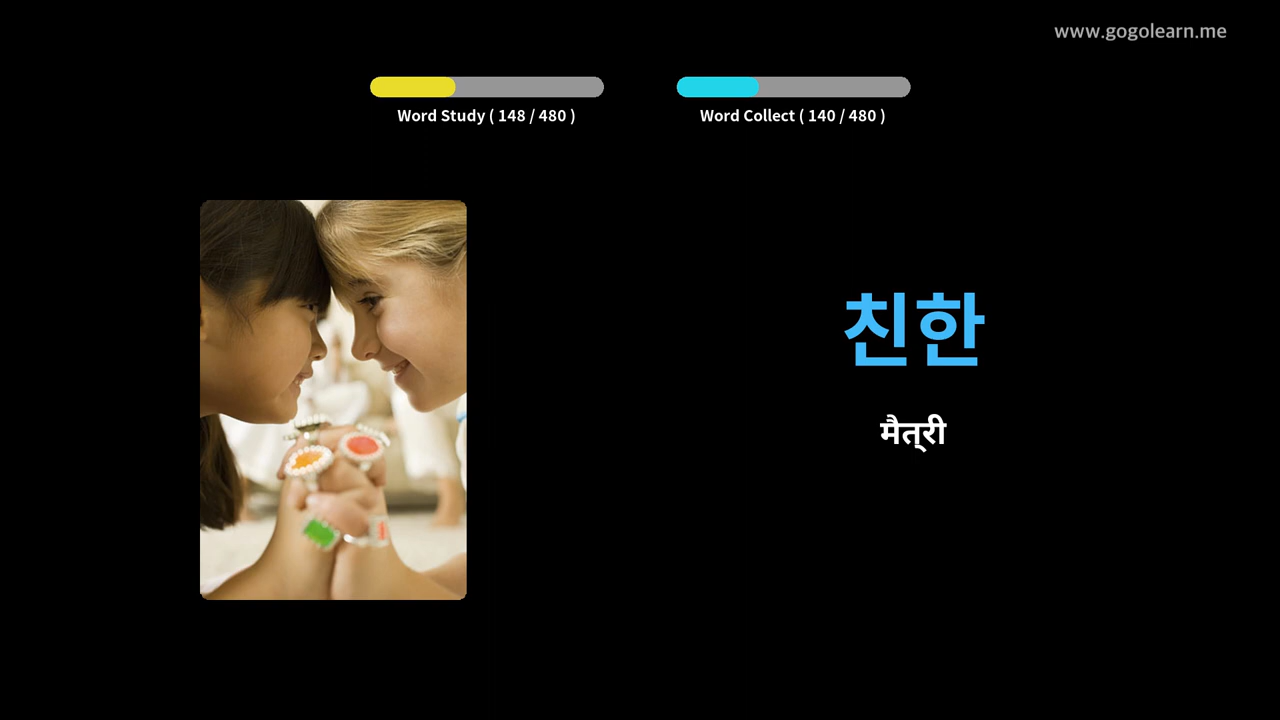 www.gogolearn.me
Word Study ( 148 / 480 )
Word Collect ( 140 / 480 )
친한
मैत्‌री